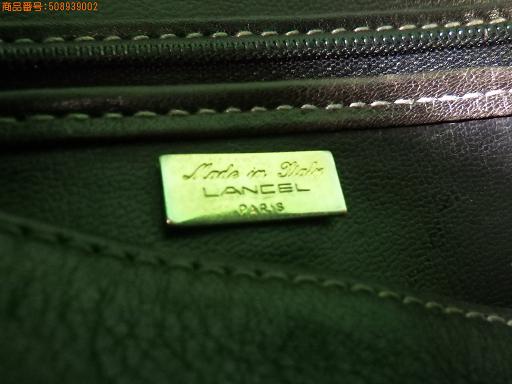 商品番号:508939002
Made in Italy
LANCEL
PARIS